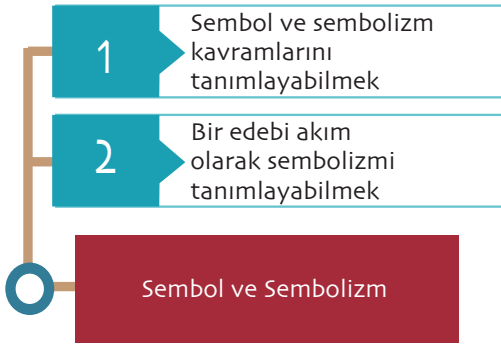 1
Sembol ve sembolizm
kavramlarını
tanımlayabilmek
2
Bir edebi akım
olarak sembolizmi
tanımlayabilmek
Sembol ve Sembolizm